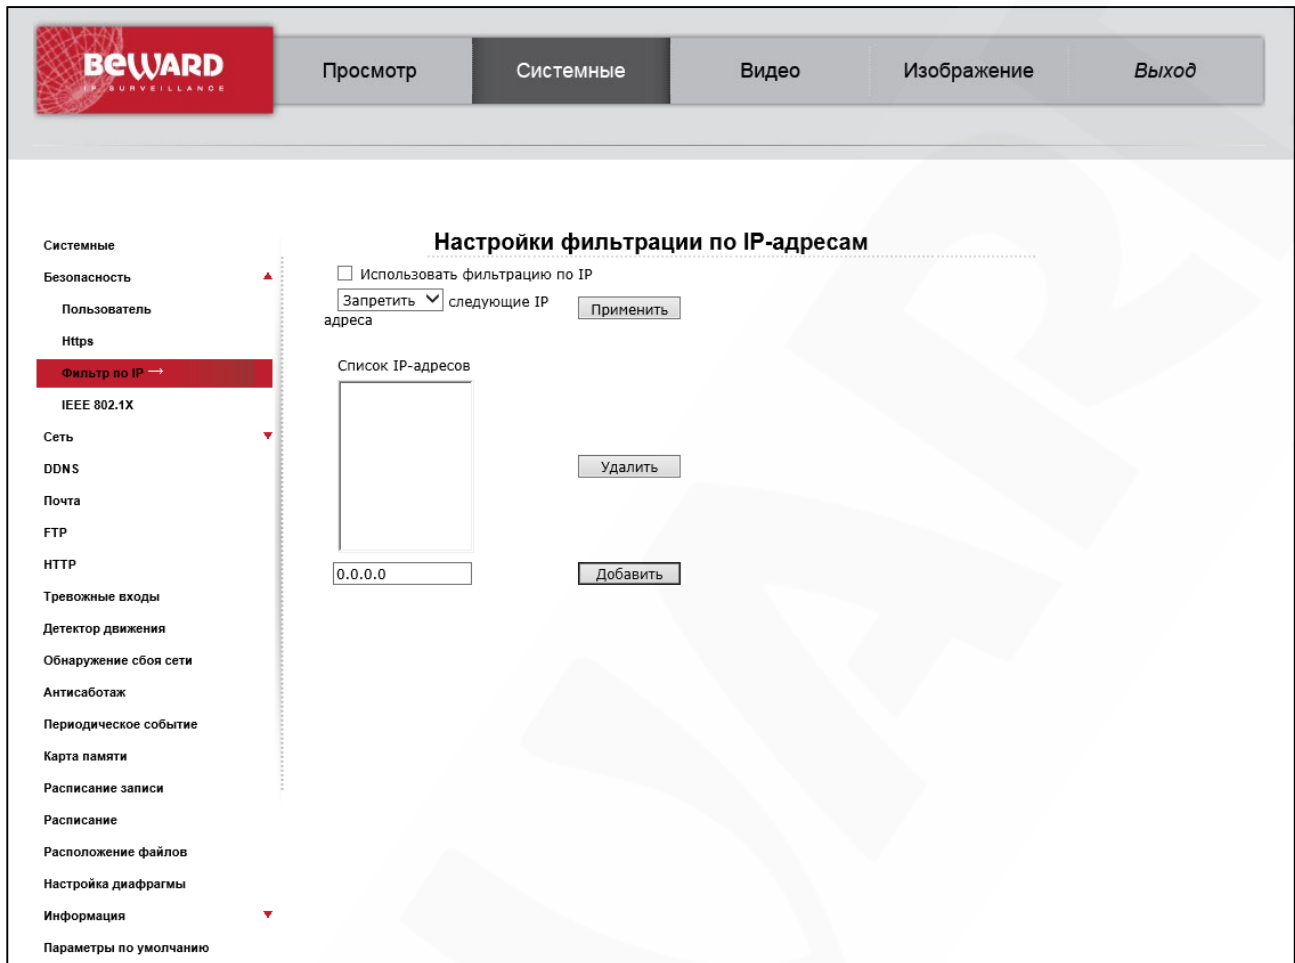 BEWARD
IP SURVEILLANCE
Просмотр
Системные
Видео
Изображение
Выход
Системные
Безопасность
Пользователь
Https
Фильтр по IP →
IEEE 802.1X
Сеть
DDNS
Почта
FTP
HTTP
Тревожные входы
Детектор движения
Обнаружение сбоя сети
Антисаботаж
Периодическое событие
Карта памяти
Расписание записи
Расписание
Расположение файлов
Настройка диафрагмы
Информация
Параметры по умолчанию
Настройки фильтрации по IP-адресам
Использовать фильтрацию по IP
Запретить следующие IP
адреса
Применить
Список IP-адресов
Удалить
0.0.0.0
Добавить